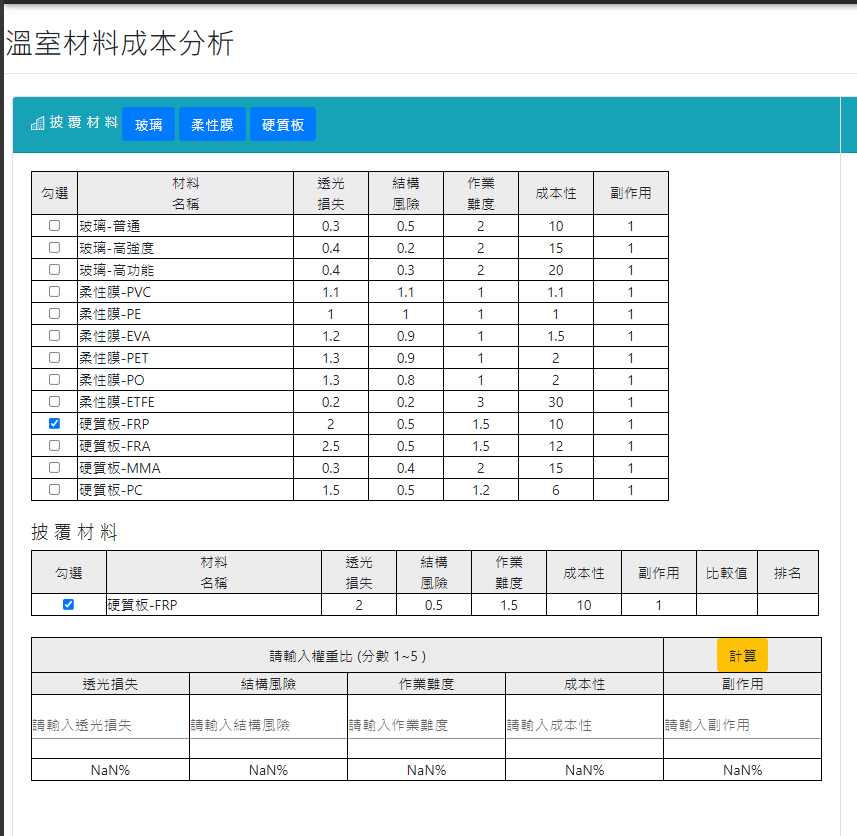 溫室材料成本分析
披覆材料 玻璃 柔性膜 硬質板
勾選 材料名稱 透光損失 結構風險 作業難度 成本性 副作用
玻璃-普通 0.3 0.5 2 10 1
玻璃-高強度 0.4 0.2 2 15 1
玻璃-高功能 0.4 0.3 2 20 1
柔性膜-PVC 1.1 1.1 1 1.1 1
柔性膜-PE 1 1 1 1 1
柔性膜-EVA 1.2 0.9 1 1.5 1
柔性膜-PET 1.3 0.9 1 2 1
柔性膜-PO 1.3 0.8 1 2 1
柔性膜-ETFE 0.2 0.2 3 30 1
硬質板-FRP 2 0.5 1.5 10 1
硬質板-FRA 2.5 0.5 1.5 12 1
硬質板-MMA 0.3 0.4 2 15 1
硬質板-PC 1.5 0.5 1.2 6 1
披覆材料
勾選 材料名稱 透光損失 結構風險 作業難度 成本性 副作用 比較值 排名
硬質板-FRP 2 0.5 1.5 10 1
請輸入權重比 (分數 1~5 ) 計算
透光損失 結構風險 作業難度 成本性 副作用
請輸入透光損失 請輸入結構風險 請輸入作業難度 請輸入成本性 請輸入副作用
NaN% NaN% NaN% NaN% NaN%